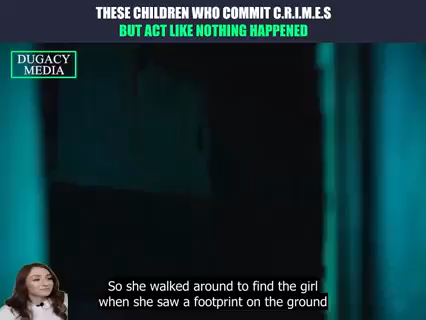 THESE CHILDREN WHO COMMIT C.R.I.M.E.S
BUT ACT LIKE NOTHING HAPPENED
DUGACY
MEDIA
So she walked around to find the girl
when she saw a footprint on the ground